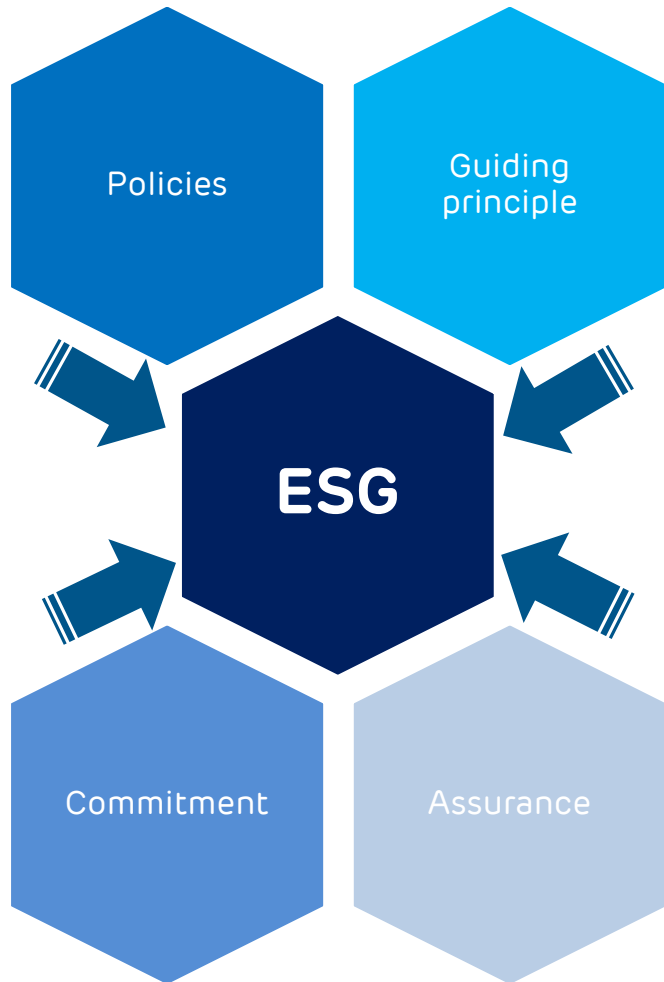 Policies
Guiding
principle
ESG
Commitment
Assurance